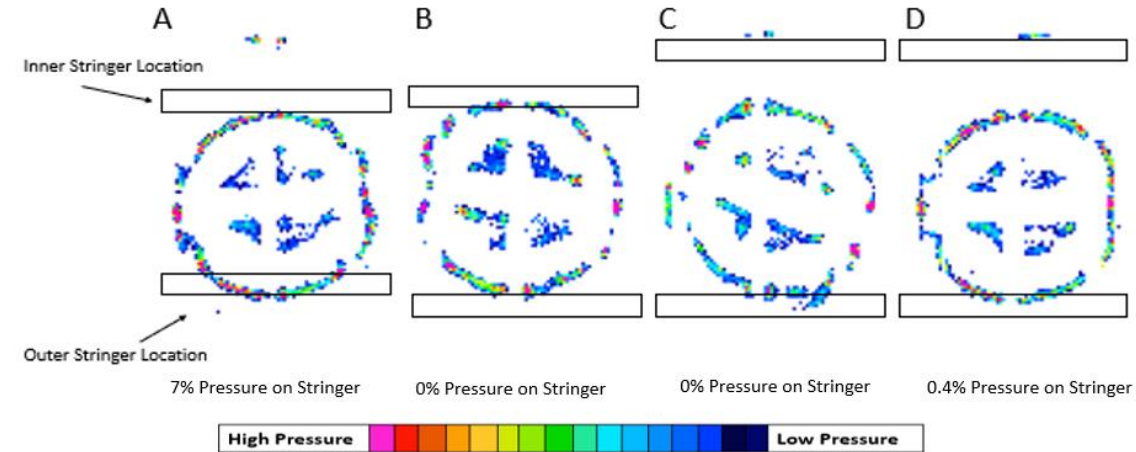 A
B
C
D
Inner Stringer Location
Outer Stringer Location
7% Pressure on Stringer
0% Pressure on Stringer
0% Pressure on Stringer
0.4% Pressure on Stringer
High Pressure
Low Pressure